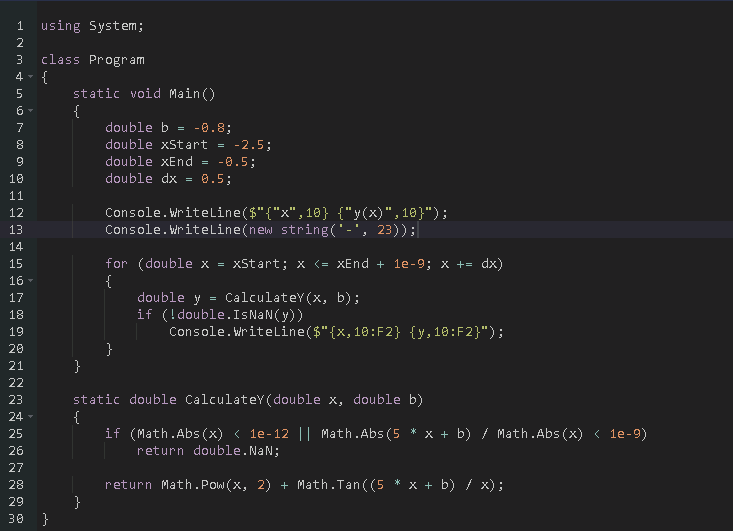 1 using System;
2
3 class Program
4 {
5     static void Main()
6     {
7         double b = -0.8;
8         double xStart = -2.5;
9         double xEnd = -0.5;
10         double dx = 0.5;
11
12         Console.WriteLine($"{"x",10} {"y(x)",10}");
13         Console.WriteLine(new string('-', 23));
14
15         for (double x = xStart; x <= xEnd + 1e-9; x += dx)
16         {
17             double y = CalculateY(x, b);
18             if (!double.IsNaN(y))
19                 Console.WriteLine($"{x,10:F2} {y,10:F2}");
20         }
21     }
22
23     static double CalculateY(double x, double b)
24     {
25         if (Math.Abs(x) < 1e-12 || Math.Abs(5 * x + b) / Math.Abs(x) < 1e-9)
26             return double.NaN;
27
28         return Math.Pow(x, 2) + Math.Tan((5 * x + b) / x);
29     }
30 }